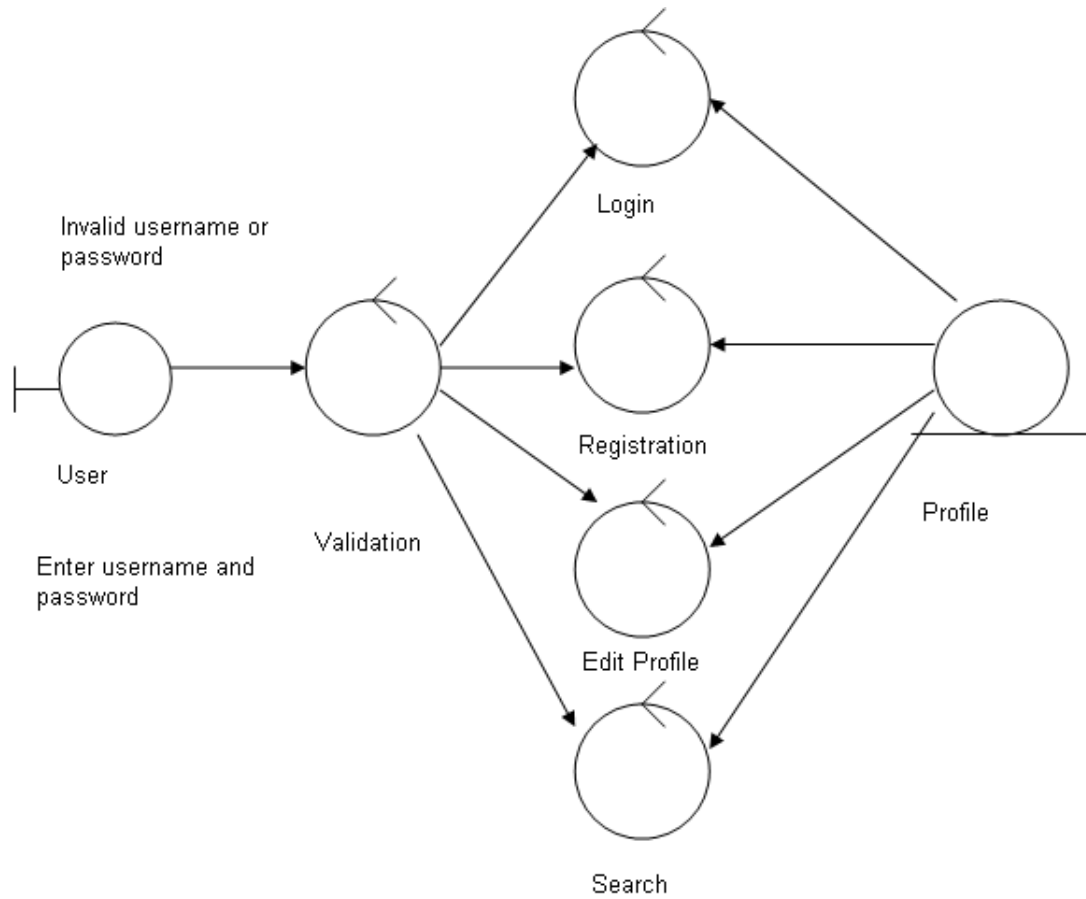 Login
Invalid username or
password
Registration
User
Profile
Validation
Enter username and
password
Edit Profile
Search